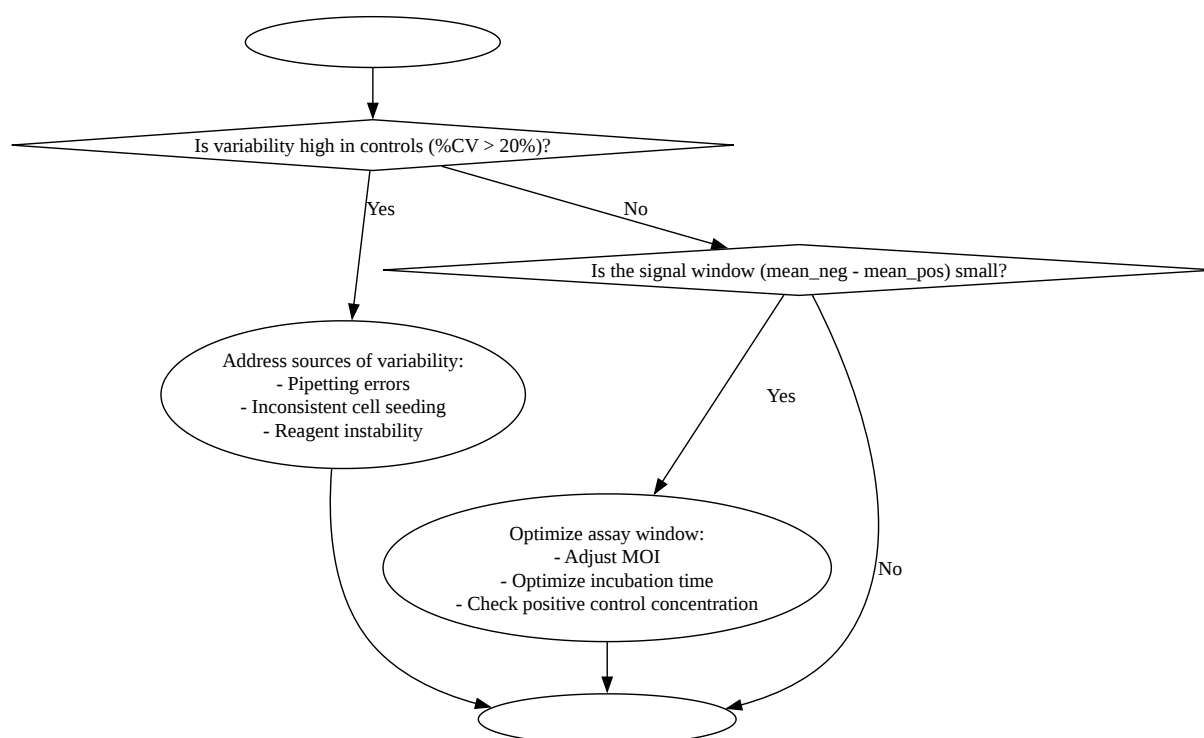 Is variability high in controls (%CV > 20%)?
Yes
No
Is the signal window (mean_neg - mean_pos) small?
Address sources of variability:
- Pipetting errors
- Inconsistent cell seeding
- Reagent instability
Yes
Optimize assay window:
- Adjust MOI
- Optimize incubation time
- Check positive control concentration
No